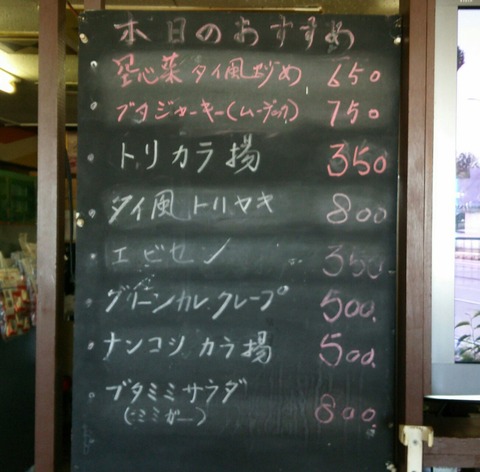 本日のおすすめ
空心菜タイ風炒め 650
ブタジャーキー(ムーデック) 750
トリカラ揚 350
タイ風トリヤキ 800
エビセン 350
グリーンカレークレープ 500.
ナンコツカラ揚 500.
ブタミミサラダ 800.
(ミミガー)